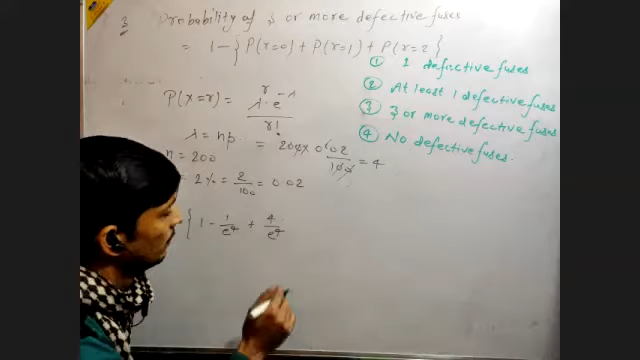 3 Probability of 3 or more defective fuses
= 1 - { P(r=0) + P(r=1) + P(r=2 }
① 1 defective fuses
② At least 1 defective fuses
③ 3 or more defective fuses
④ No defective fuses.
P(x=r) = λ^r · e^-λ / r!
λ = np. = 200 × 0.02 = 4
100
n = 200
= 2% = 2/100 = 0.02
{ 1 - 1/e^4 + 4/e^4